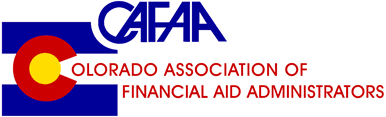 CAFAA
COLORADO ASSOCIATION OF
FINANCIAL AID ADMINISTRATORS